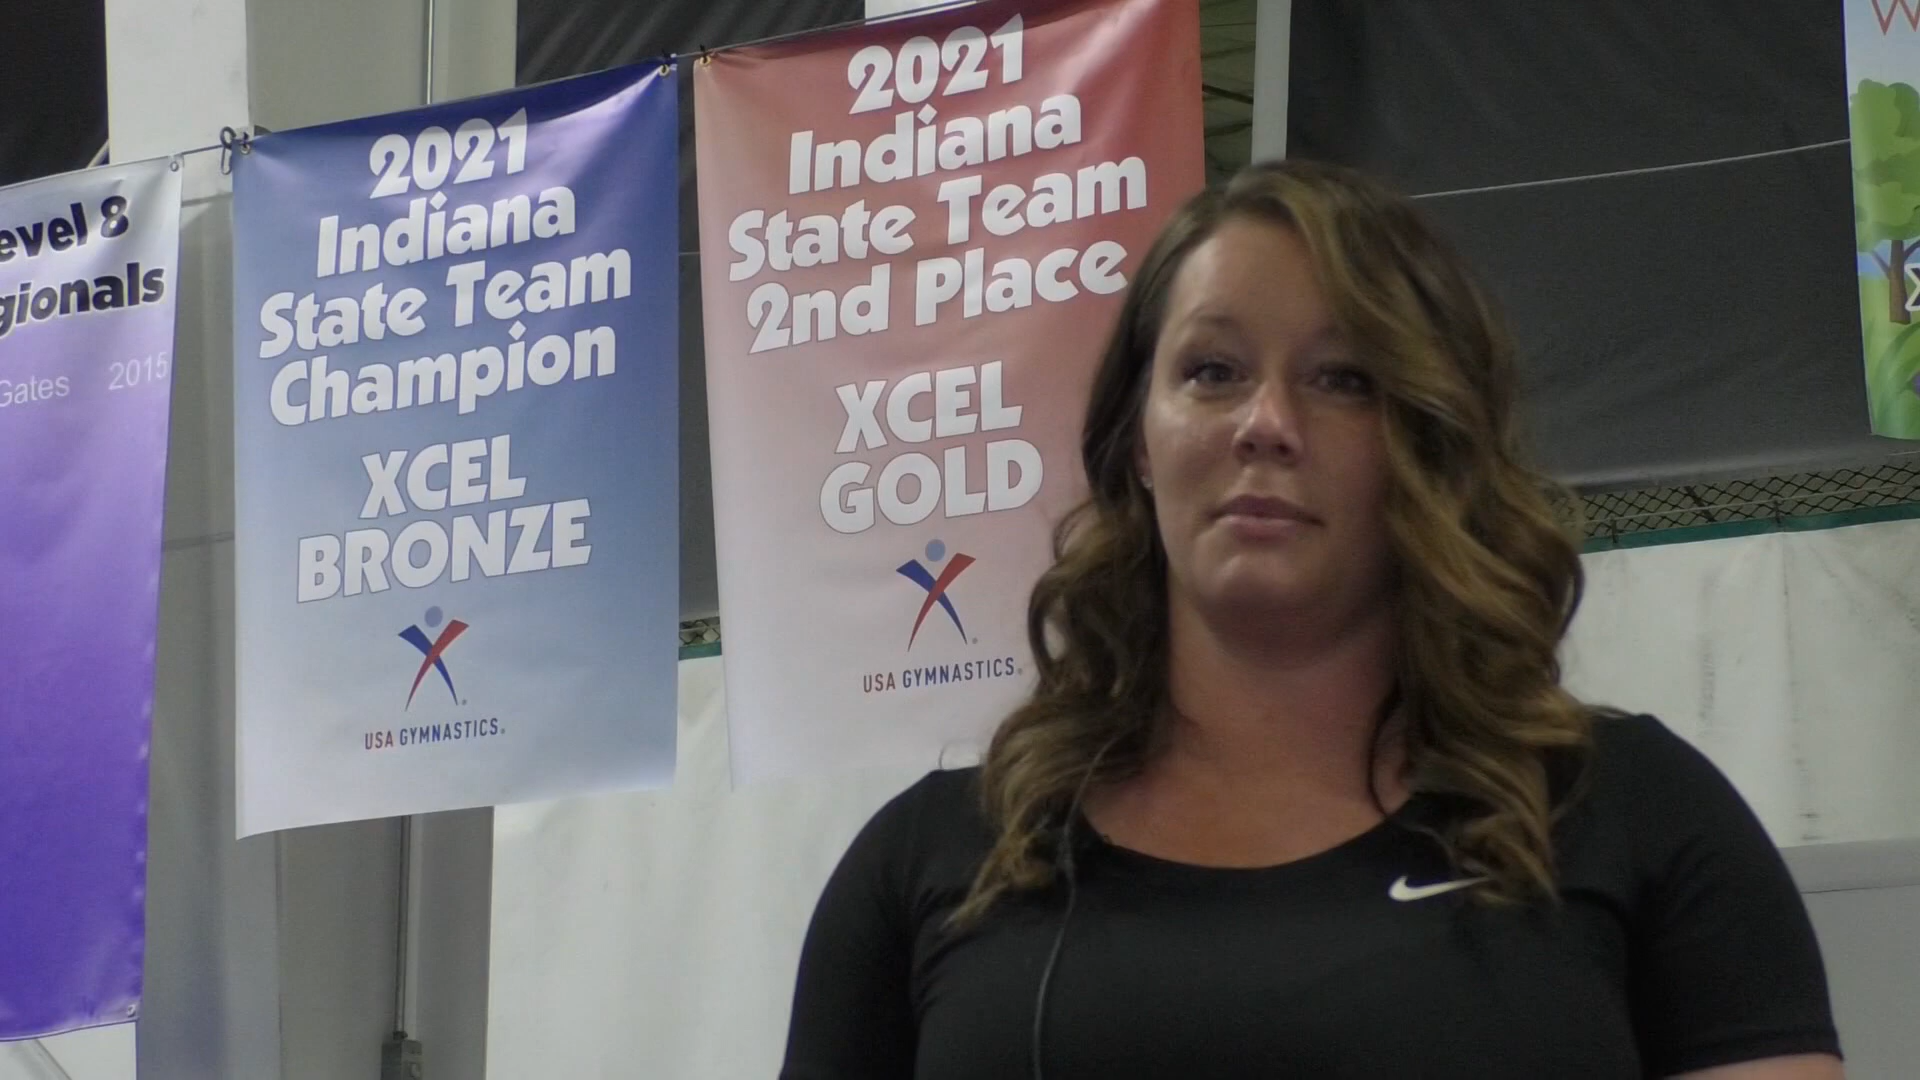 evel 8
gionals
Gates 2015
2021
Indiana
State Team
Champion
XCEL
BRONZE
USA GYMNASTICS®
2021
Indiana
State Team
2nd Place
XCEL
GOLD
USA GYMNASTICS®
W